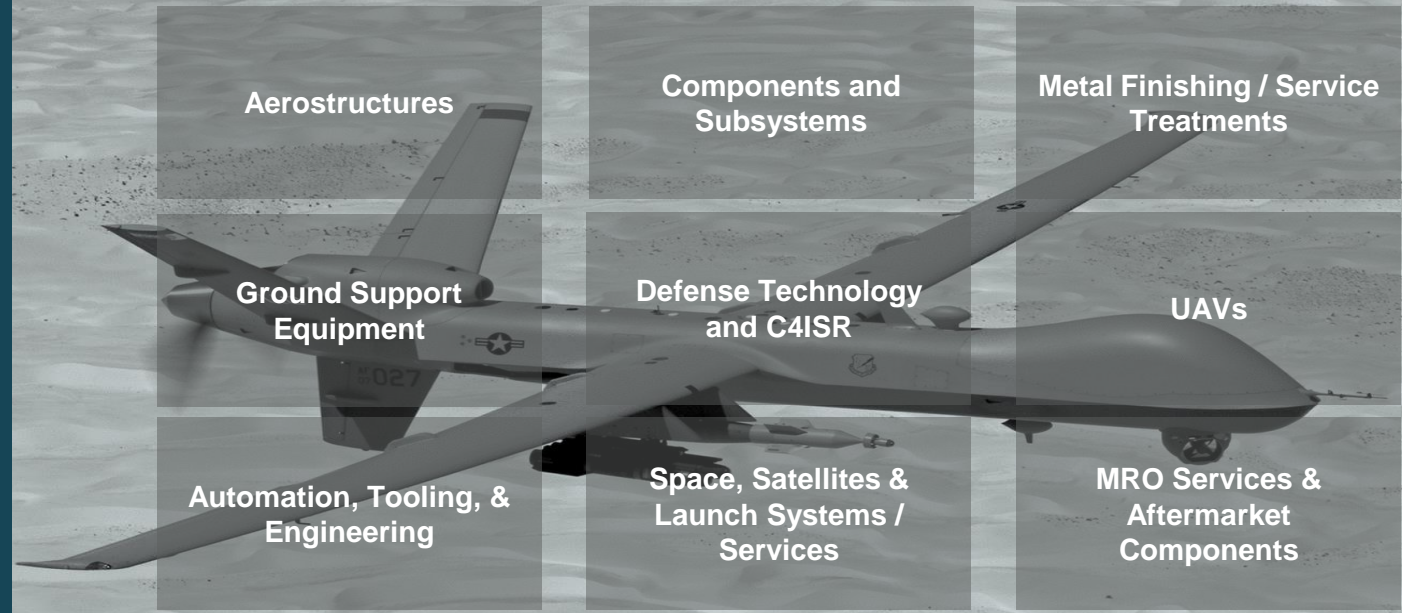 Aerostructures
Components and
Subsystems
Metal Finishing / Service
Treatments
Ground Support
Equipment
Defense Technology
and C4ISR
UAVs
027
Automation, Tooling, &
Engineering
Space, Satellites &
Launch Systems /
Services
MRO Services &
Aftermarket
Components